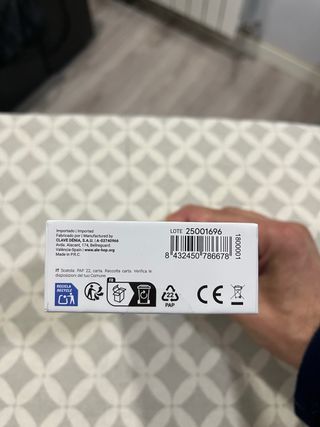 Importado | Imported
Fabricado por | Manufactured by
CLAVE DÉNIA, S.A.U. | A-03740966
Avda. Alacant, 174, Bellreguard.
Valencia-Spain | www.ale-hop.org
Made in P.R.C
LOTE 25001696
8 432450 786678
180001
IT Scatola: PAP 22, carta. Raccolta carta. Verifica le
disposizioni del tuo Comune.
RECICLA
RECYCLE
22
PAP
CE